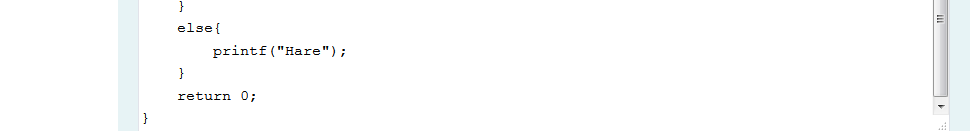 }
else{
printf("Hare");
}
return 0;
}